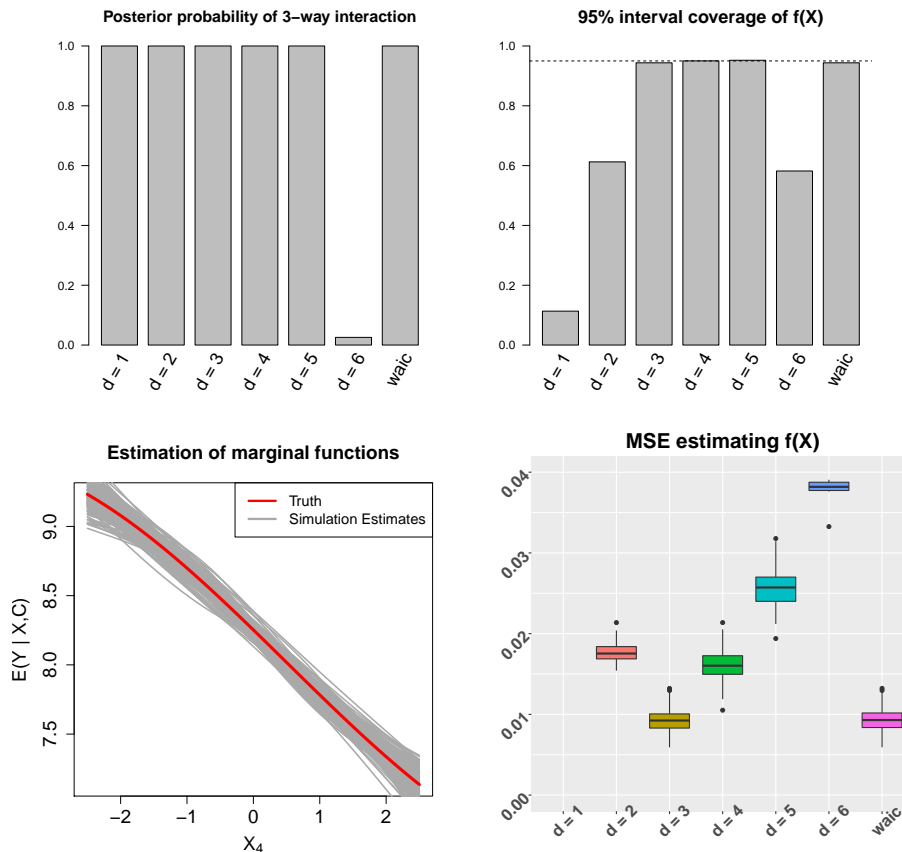 Posterior probability of 3−way interaction
1.0
0.8
0.6
0.4
0.2
0.0
d = 1
d = 2
d = 3
d = 4
d = 5
d = 6
waic
95% interval coverage of f(X)
1.0
0.8
0.6
0.4
0.2
0.0
d = 1
d = 2
d = 3
d = 4
d = 5
d = 6
waic
Estimation of marginal functions
Truth
Simulation Estimates
E(Y | X,C)
9.0
8.5
8.0
7.5
−2
−1
0
1
2
X4
MSE estimating f(X)
0.04
0.03
0.02
0.01
0.00
d = 1
d = 2
d = 3
d = 4
d = 5
d = 6
waic